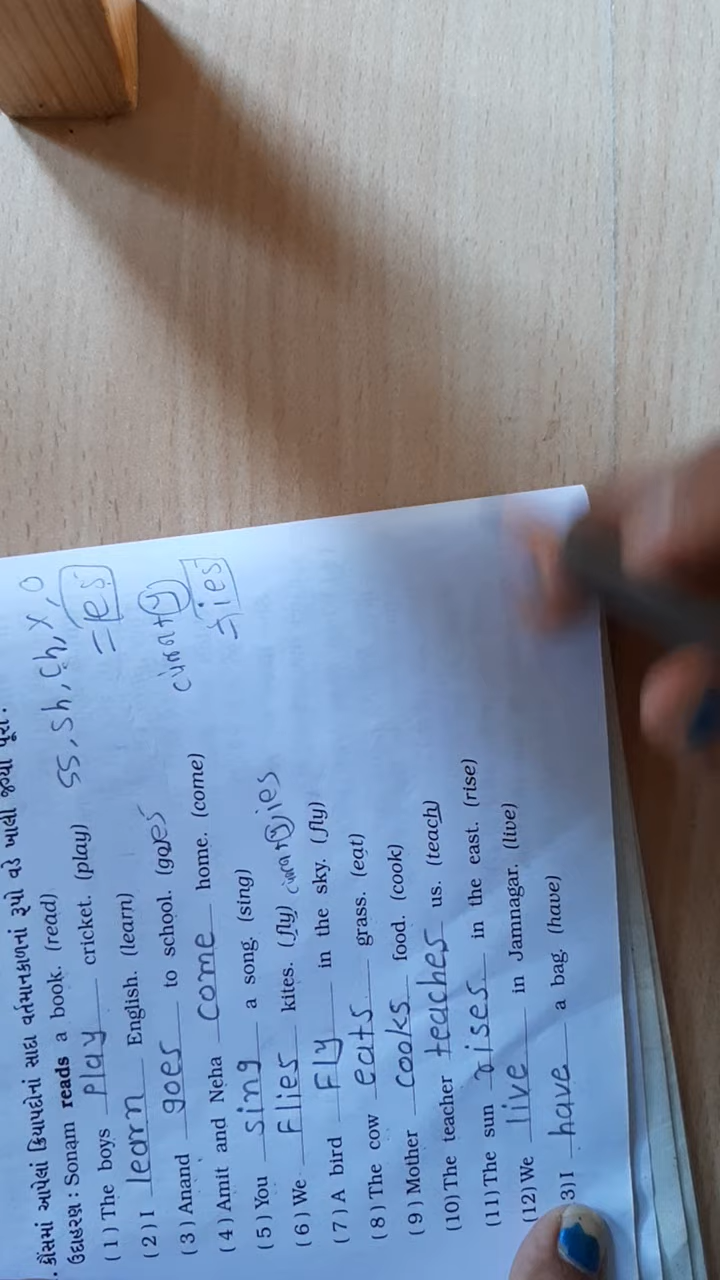 . કૌંસમાં આપેલાં ક્રિયાપદોનાં સાદા વર્તમાનકાળનાં રૂપો વડે ખાલી જગ્યા પૂરો :
ઉદાહરણ : Sonam reads a book. (read)
ss, sh, ch, x, o
= es
(1) The boys play cricket. (play)
(2) I learn English. (learn)
(3) Anand goes to school. (goes
+ y
= ies
(4) Amit and Neha come home. (come)
(5) You sing a song. (sing)
(6) We Flies kites. (fly) + y ies
(7) A bird FLy in the sky. (fly)
(8) The cow eats grass. (eat)
(9) Mother cooks food. (cook)
(10) The teacher teaches us. (teach)
(11) The sun rises in the east. (rise)
(12) We live in Jamnagar. (live)
3) I have a bag. (have)